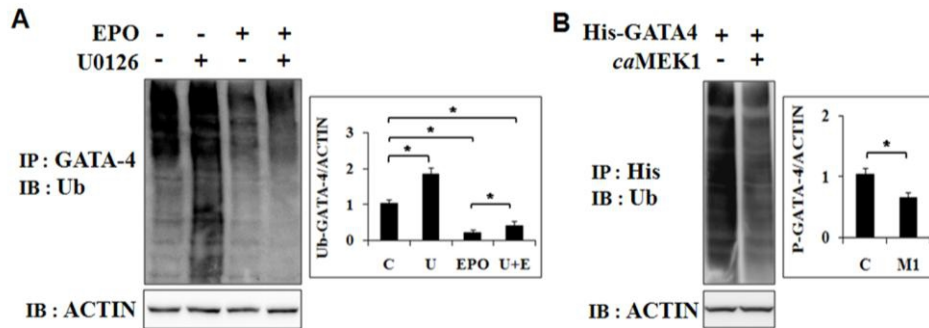 A
EPO - - + +
U0126 - + - +
IP : GATA-4
IB : Ub
IB : ACTIN
Ub-GATA-4/ACTIN
3
2
1
0
* * * *
C U EPO U+E
B
His-GATA4 + +
caMEK1 - +
IP : His
IB : Ub
IB : ACTIN
P-GATA-4/ACTIN
2
1
0
*
C M1